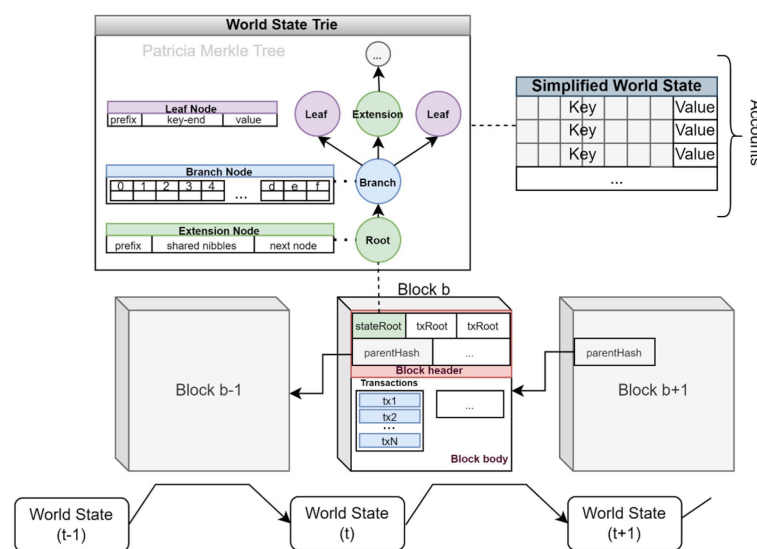 World State Trie
Patricia Merkle Tree
...
Leaf Node
prefix key-end value
Leaf Extension Leaf
Branch Node
0 1 2 3 4 ... d e f
Branch
Extension Node
prefix shared nibbles next node
Root
Simplified World State
Key Value
Key Value
Key Value
...
Accounts
Block b
stateRoot txRoot txRoot
parentHash ...
Block header
Transactions
tx1
tx2
...
txN
...
Block body
Block b-1
parentHash
Block b+1
World State
(t-1)
World State
(t)
World State
(t+1)